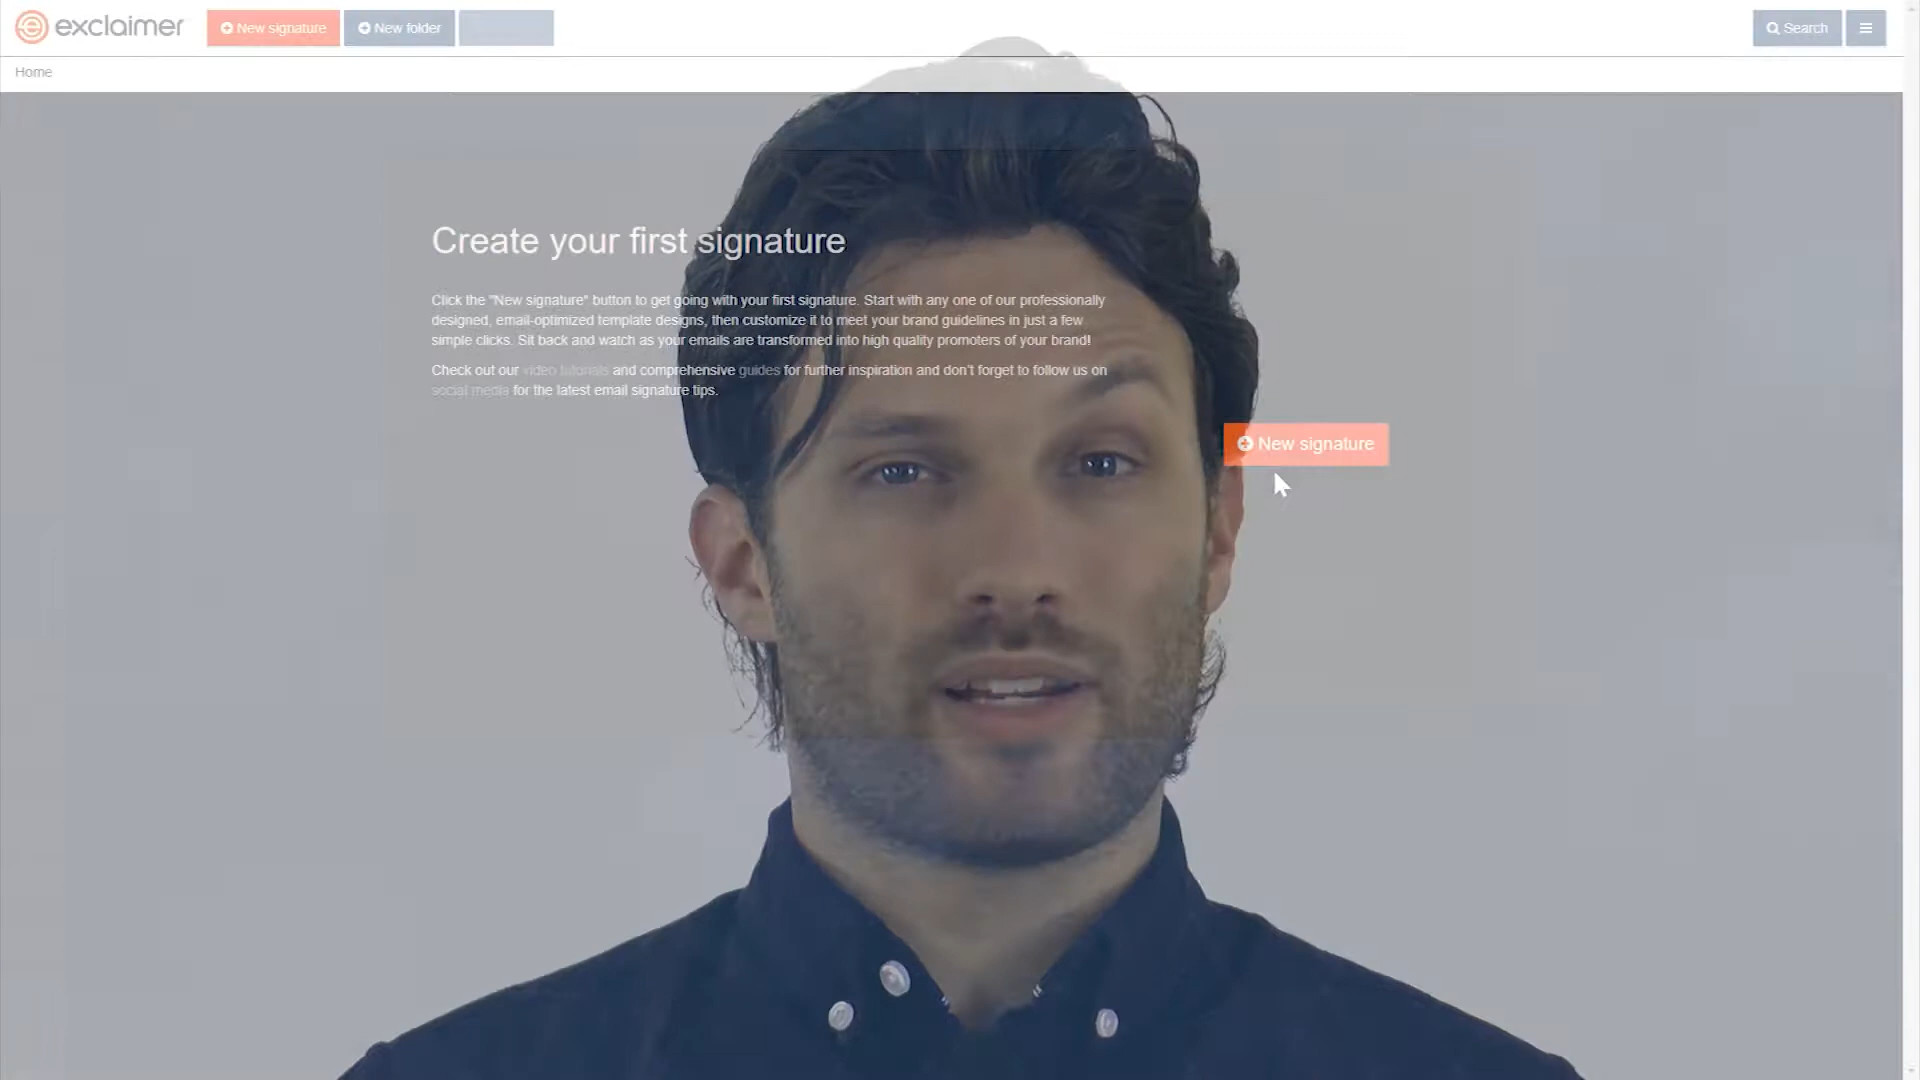 exclaimer
New signature
New folder
Search
Home
Create your first signature
Click the "New signature" button to get going with your first signature. Start with any one of our professionally
designed, email-optimized template designs, then customize it to meet your brand guidelines in just a few
simple clicks. Sit back and watch as your emails are transformed into high quality promoters of your brand!
Check out our video tutorials and comprehensive guides for further inspiration and don't forget to follow us on
social media for the latest email signature tips.
New signature